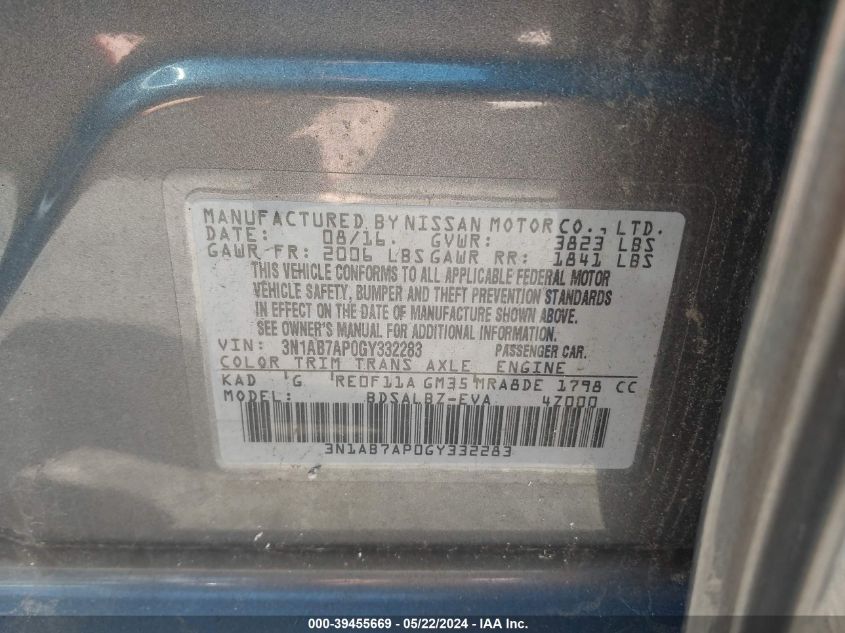 MANUFACTURED BY NISSAN MOTOR CO., LTD.
DATE: 08/16. GVWR: 3823 LBS
GAWR FR: 2006 LBS GAWR RR: 1841 LBS
THIS VEHICLE CONFORMS TO ALL APPLICABLE FEDERAL MOTOR
VEHICLE SAFETY, BUMPER AND THEFT PREVENTION STANDARDS
IN EFFECT ON THE DATE OF MANUFACTURE SHOWN ABOVE.
SEE OWNER'S MANUAL FOR ADDITIONAL INFORMATION.
VIN: 3N1AB7AP0GY332283 PASSENGER CAR.
COLOR TRIM TRANS AXLE ENGINE
KAD G RE0F11A GM35 MRA8DE 1798 CC
MODEL: BDSALBZ-EVA 4Z000
3N1AB7AP0GY332283
000-39455669 - 05/22/2024 - IAA Inc.